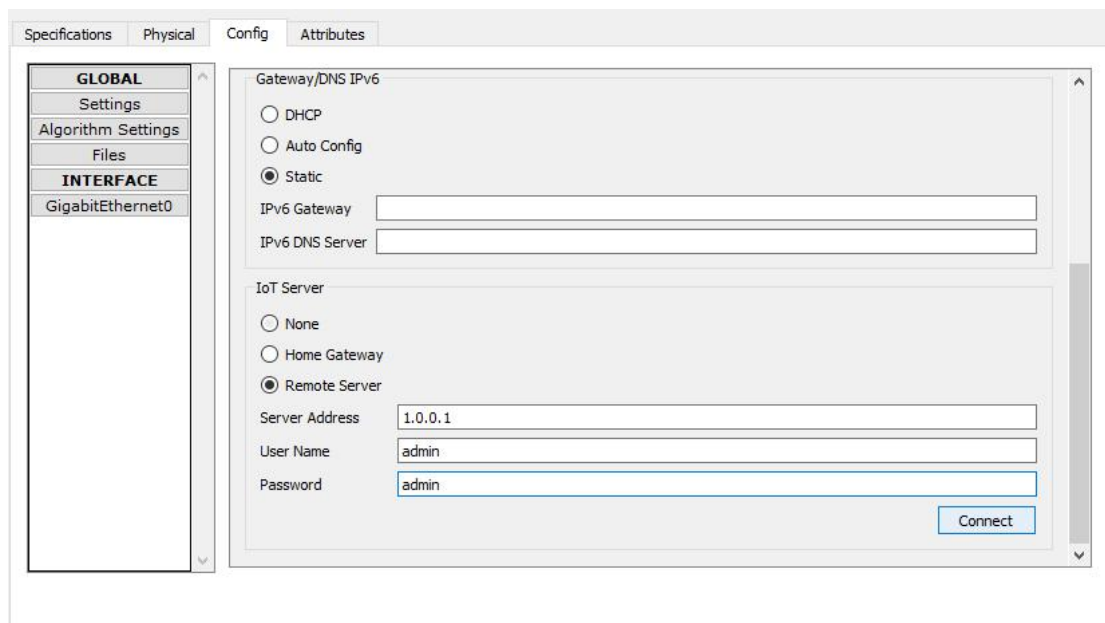 Specifications Physical Config Attributes
GLOBAL
Settings
Algorithm Settings
Files
INTERFACE
GigabitEthernet0
Gateway/DNS IPv6
DHCP
Auto Config
Static
IPv6 Gateway
IPv6 DNS Server
IoT Server
None
Home Gateway
Remote Server
Server Address 1.0.0.1
User Name admin
Password admin
Connect